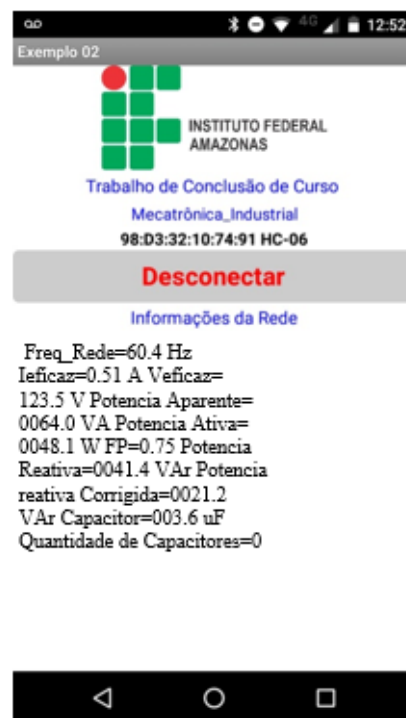 12:52
4G
Exemplo 02
INSTITUTO FEDERAL
AMAZONAS
Trabalho de Conclusão de Curso
Mecatrônica_Industrial
98:D3:32:10:74:91 HC-06
Desconectar
Informações da Rede
Freq_Rede=60.4 Hz
Ieficaz=0.51 A Veficaz=
123.5 V Potencia Aparente=
0064.0 VA Potencia Ativa=
0048.1 W FP=0.75 Potencia
Reativa=0041.4 VAr Potencia
reativa Corrigida=0021.2
VAr Capacitor=003.6 uF
Quantidade de Capacitores=0